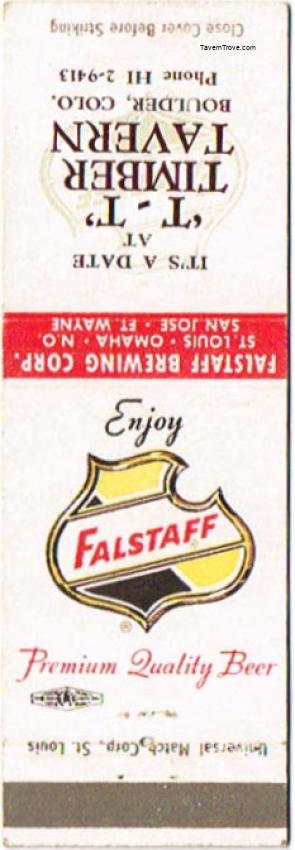 TavernTrove.com
Close Cover Before Striking
IT'S A DATE
AT
'T - T'
TIMBER
TAVERN
BOULDER, COLO.
Phone HI 2-9413
FALSTAFF BREWING CORP.
ST. LOUIS • OMAHA • N.O.
SAN JOSE • FT. WAYNE
Enjoy
FALSTAFF
®
Premium Quality Beer
®
Universal Match Corp., St. Louis